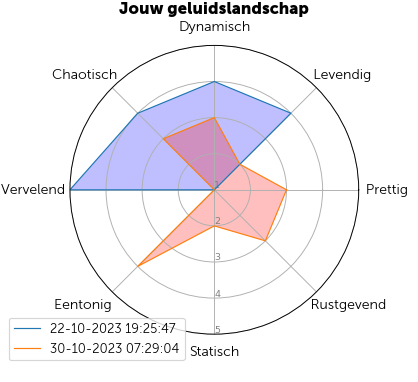 Jouw geluidslandschap
Dynamisch
Chaotisch
Levendig
Vervelend
Prettig
1
2
3
4
5
Eentonig
Rustgevend
Statisch
22-10-2023 19:25:47
30-10-2023 07:29:04